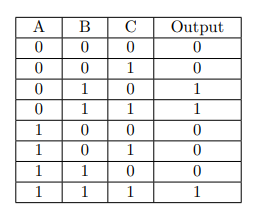 A B C Output
0 0 0 0
0 0 1 0
0 1 0 1
0 1 1 1
1 0 0 0
1 0 1 0
1 1 0 0
1 1 1 1